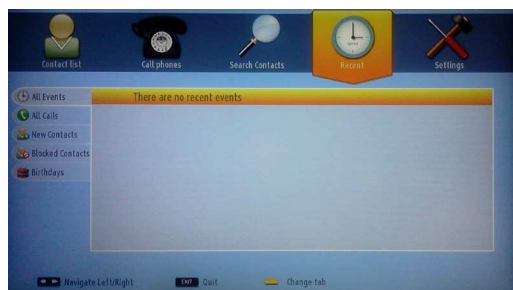 Contact list
Call phones
Search Contacts
Recent
Settings
All Events
There are no recent events
All Calls
New Contacts
Blocked Contacts
Birthdays
Navigate Left/Right
EXIT
Quit
Change tab